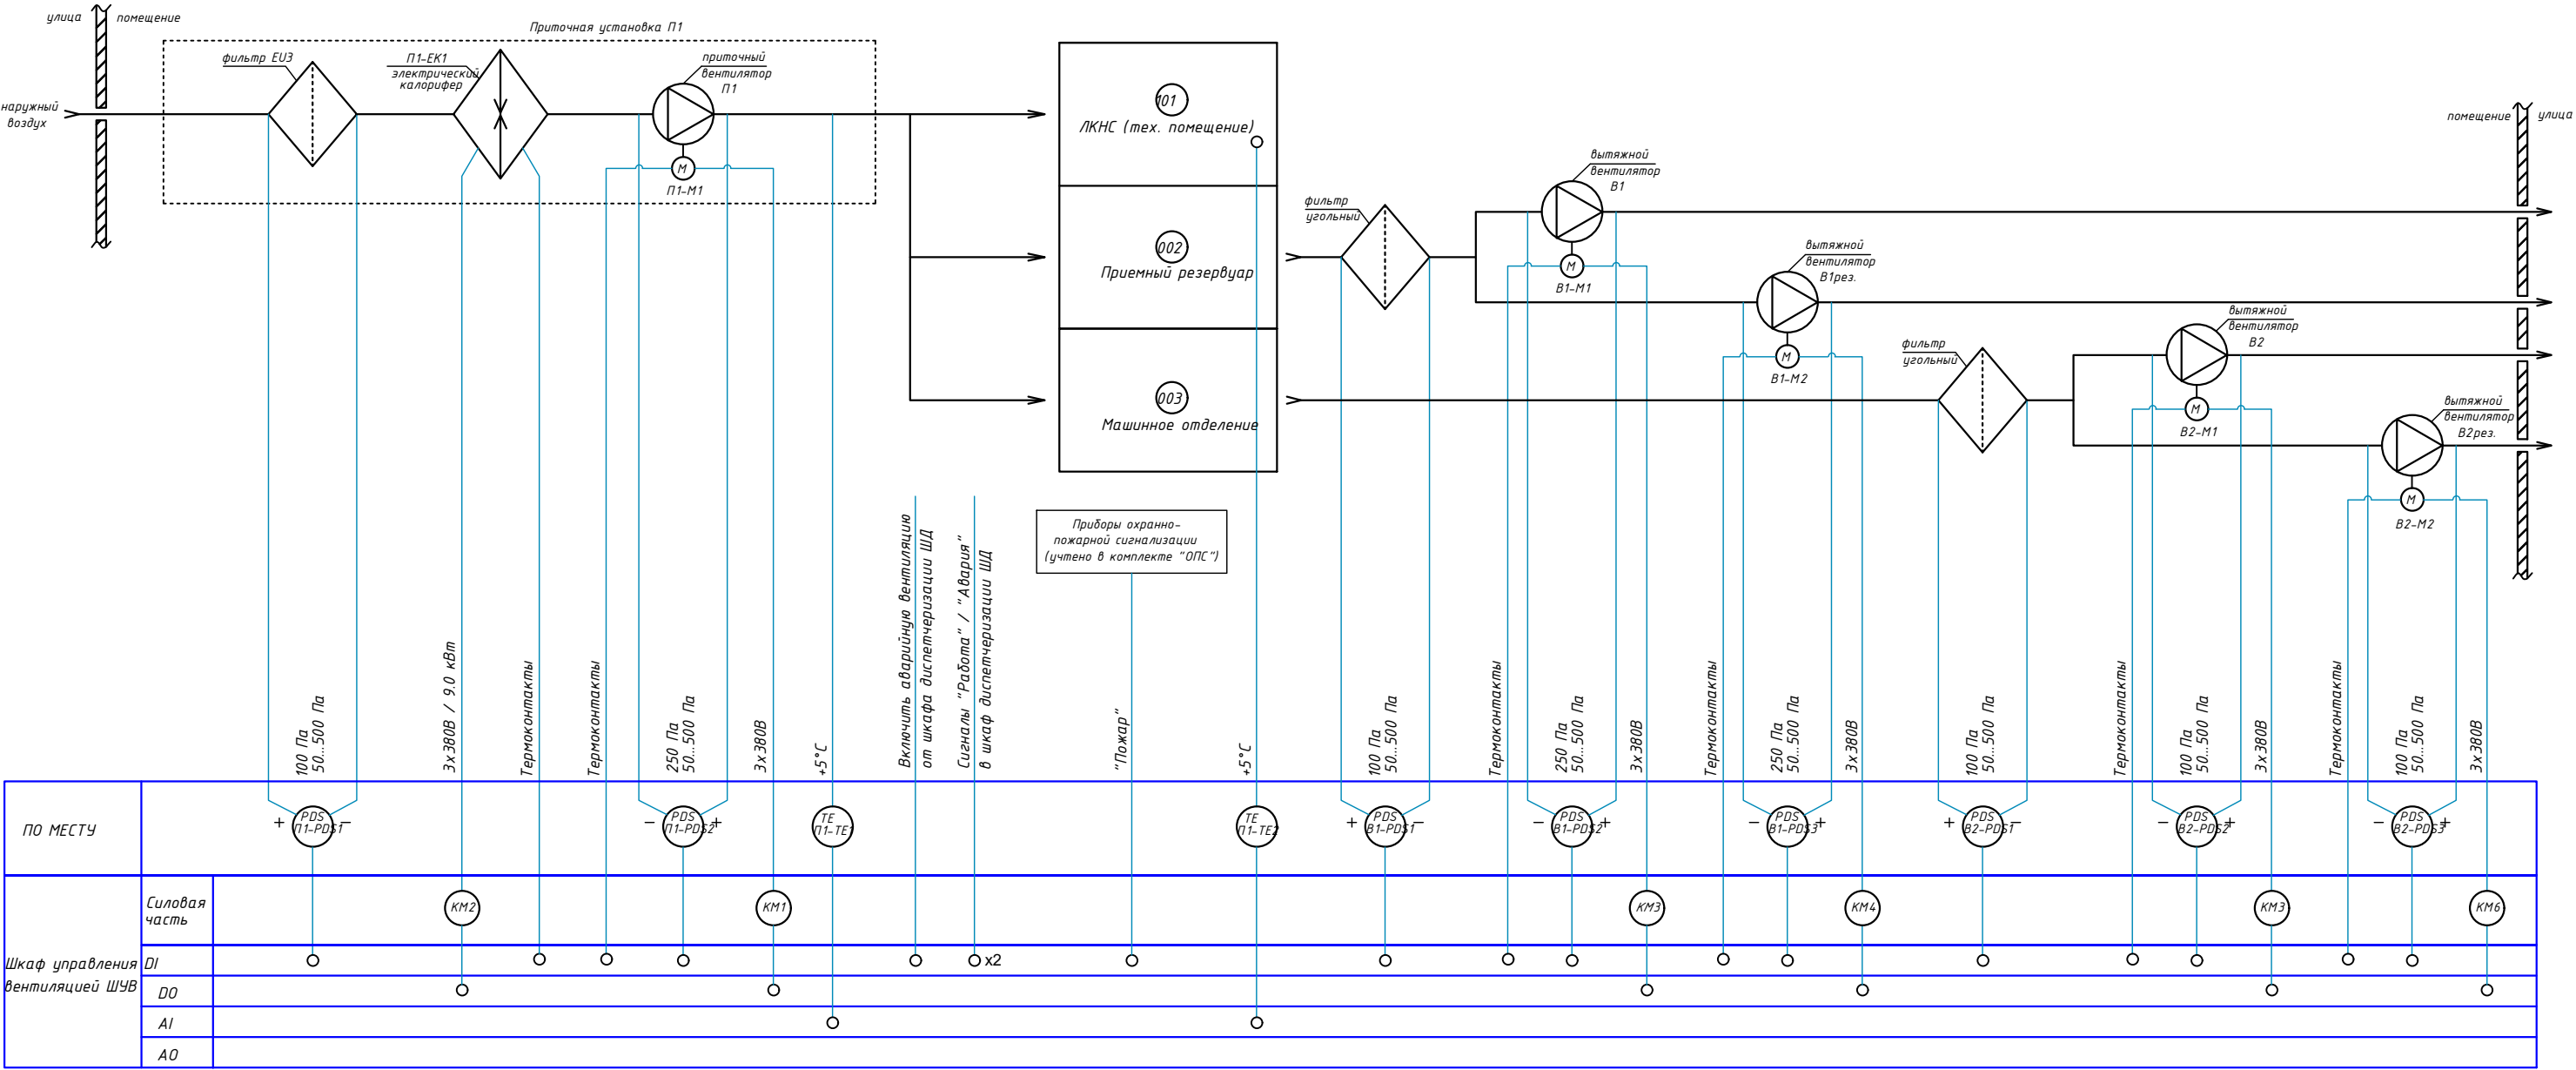 улица
помещение
наружный
воздух
Приточная установка П1
фильтр EU3
П1-ЕК1
электрический
калорифер
приточный
вентилятор
П1
М
П1-М1
101
ЛКНС (тех. помещение)
002
Приемный резервуар
003
Машинное отделение
фильтр
угольный
вытяжной
вентилятор
В1
М
В1-М1
вытяжной
вентилятор
В1рез.
М
В1-М2
фильтр
угольный
вытяжной
вентилятор
В2
М
В2-М1
вытяжной
вентилятор
В2рез.
М
В2-М2
помещение
улица
Приборы охранно-
пожарной сигнализации
(учтено в комплекте "ОПС")
100 Па
50...500 Па
3х380В / 9.0 кВт
Термоконтакты
Термоконтакты
250 Па
50...500 Па
3х380В
+5°С
Включить аварийную вентиляцию
от шкафа диспетчеризации ШД
Сигналы "Работа" / "Авария"
в шкаф диспетчеризации ШД
"Пожар"
+5°С
100 Па
50...500 Па
Термоконтакты
250 Па
50...500 Па
3х380В
Термоконтакты
250 Па
50...500 Па
3х380В
100 Па
50...500 Па
Термоконтакты
100 Па
50...500 Па
3х380В
Термоконтакты
100 Па
50...500 Па
3х380В
ПО МЕСТУ
+ PDS −
П1-PDS1
− PDS +
П1-PDS2
TE
П1-TE1
TE
П1-TE2
+ PDS −
В1-PDS1
− PDS +
В1-PDS2
− PDS +
В1-PDS3
+ PDS −
В2-PDS1
− PDS +
В2-PDS2
− PDS +
В2-PDS3
Силовая
часть
КМ2
КМ1
КМ3
КМ4
КМ3
КМ6
Шкаф управления
вентиляцией ШУВ
DI
x2
DO
AI
AO